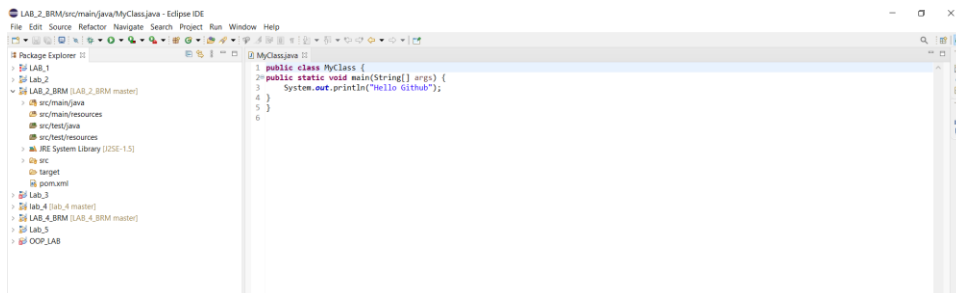 LAB_2_BRM/src/main/java/MyClass.java - Eclipse IDE
File Edit Source Refactor Navigate Search Project Run Window Help
Package Explorer
LAB_1
Lab_2
LAB_2_BRM [LAB_2_BRM master]
src/main/java
src/main/resources
src/test/java
src/test/resources
JRE System Library [J2SE-1.5]
src
target
pom.xml
Lab_3
lab_4 [lab_4 master]
LAB_4_BRM [LAB_4_BRM master]
Lab_5
OOP_LAB
MyClass.java
1 public class MyClass {
2 public static void main(String[] args) {
3 System.out.println("Hello Github");
4 }
5 }
6